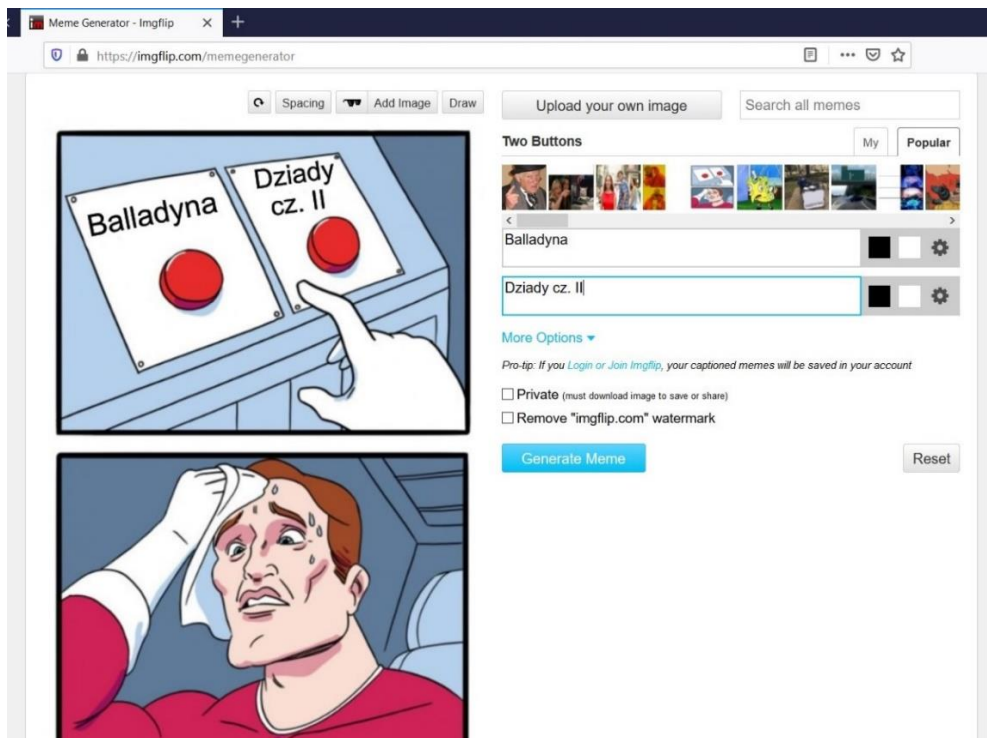 Meme Generator - Imgflip
https://imgflip.com/memegenerator
Spacing Add Image Draw
Upload your own image
Search all memes
Two Buttons
My Popular
Balladyna
Dziady
cz. II
Balladyna
Dziady cz. II
More Options
Pro-tip: If you Login or Join Imgflip, your captioned memes will be saved in your account
Private (must download image to save or share)
Remove "imgflip.com" watermark
Generate Meme
Reset